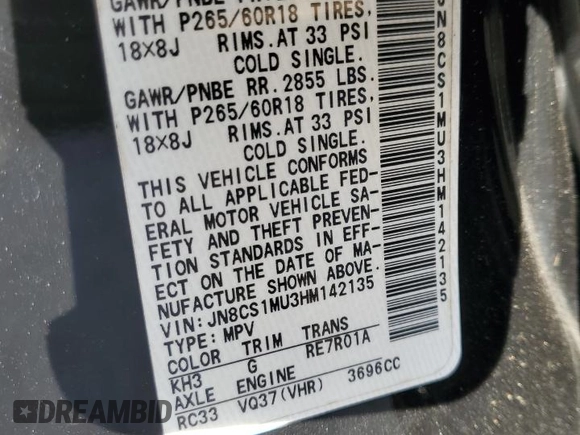 GAWR/PNBE
WITH P265/60R18 TIRES,
18X8J RIMS.AT 33 PSI
COLD SINGLE.
GAWR/PNBE RR. 2855 LBS.
WITH P265/60R18 TIRES,
18X8J RIMS.AT 33 PSI
COLD SINGLE.
THIS VEHICLE CONFORMS
TO ALL APPLICABLE FED-
ERAL MOTOR VEHICLE SA-
FETY AND THEFT PREVEN-
TION STANDARDS IN EFF-
ECT ON THE DATE OF MA-
NUFACTURE SHOWN ABOVE.
VIN: JN8CS1MU3HM142135
TYPE: MPV
COLOR TRIM TRANS
KH3 G RE7R01A
AXLE ENGINE
RC33 VQ37(VHR) 3696CC
JN8CS1MU3HM142135
DREAMBID